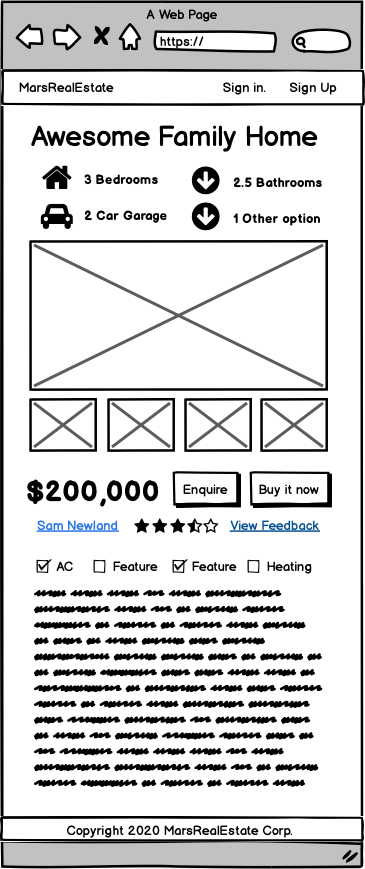 A Web Page
https://
MarsRealEstate Sign in. Sign Up
Awesome Family Home
3 Bedrooms 2.5 Bathrooms
2 Car Garage 1 Other option
$200,000 Enquire Buy it now
Sam Newland View Feedback
AC Feature Feature Heating
Copyright 2020 MarsRealEstate Corp.